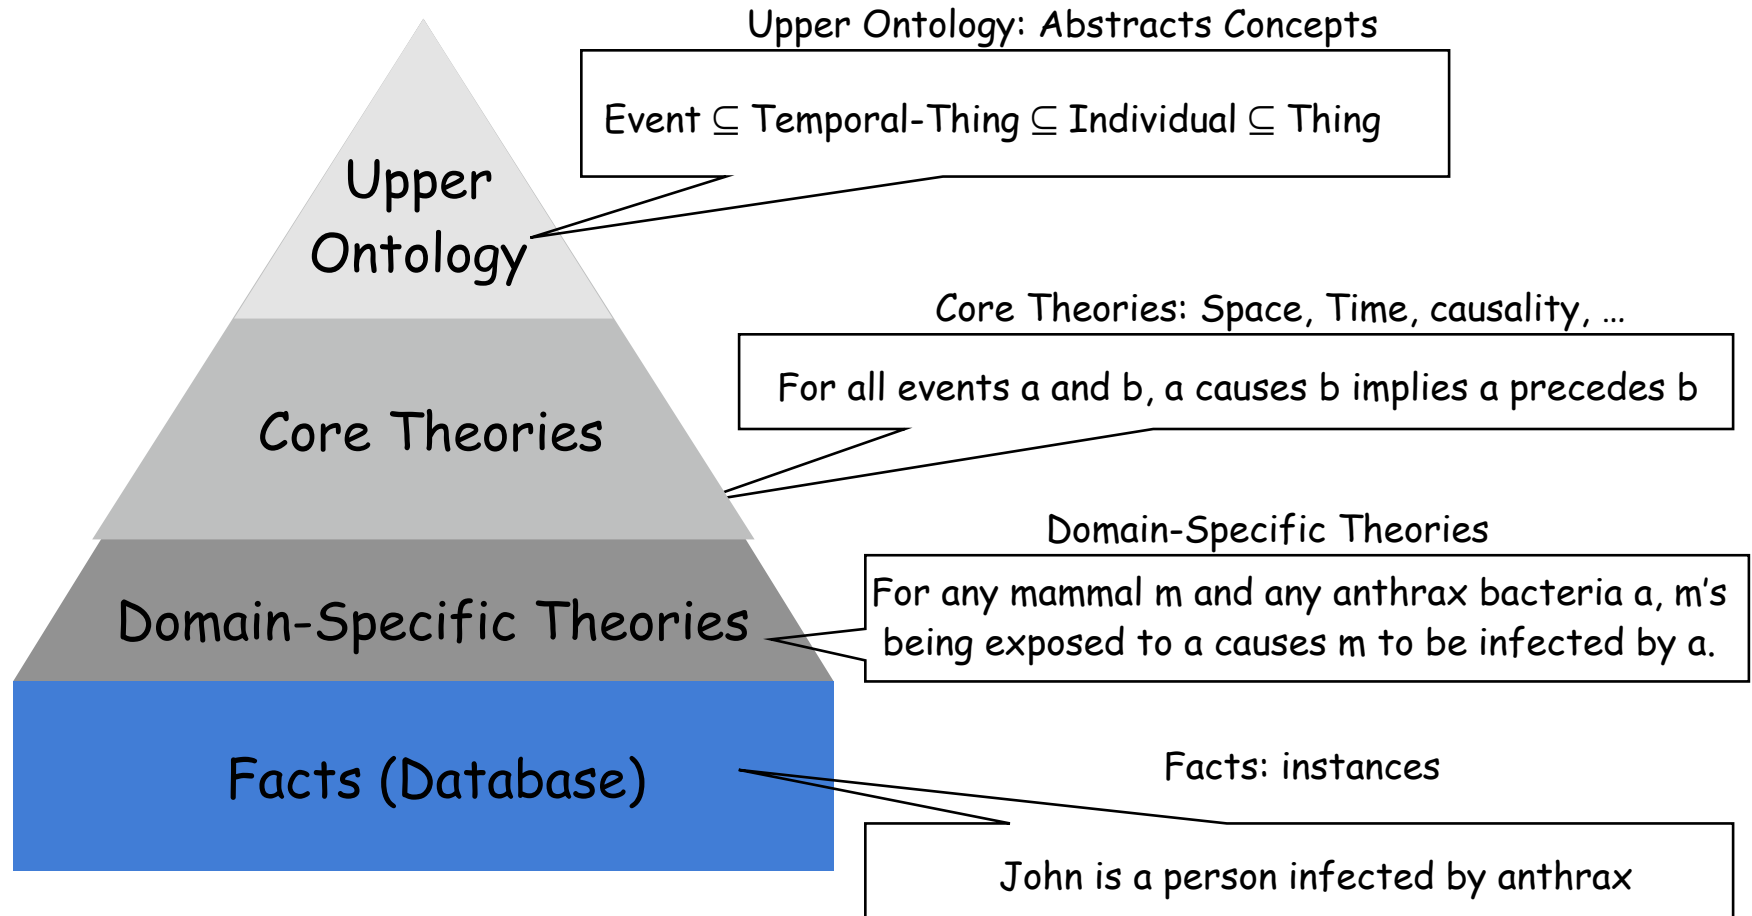 Upper Ontology: Abstracts Concepts
Event ⊆ Temporal-Thing ⊆ Individual ⊆ Thing
Upper
Ontology
Core Theories: Space, Time, causality, ...
For all events a and b, a causes b implies a precedes b
Core Theories
Domain-Specific Theories
For any mammal m and any anthrax bacteria a, m's
being exposed to a causes m to be infected by a.
Domain-Specific Theories
Facts: instances
Facts (Database)
John is a person infected by anthrax